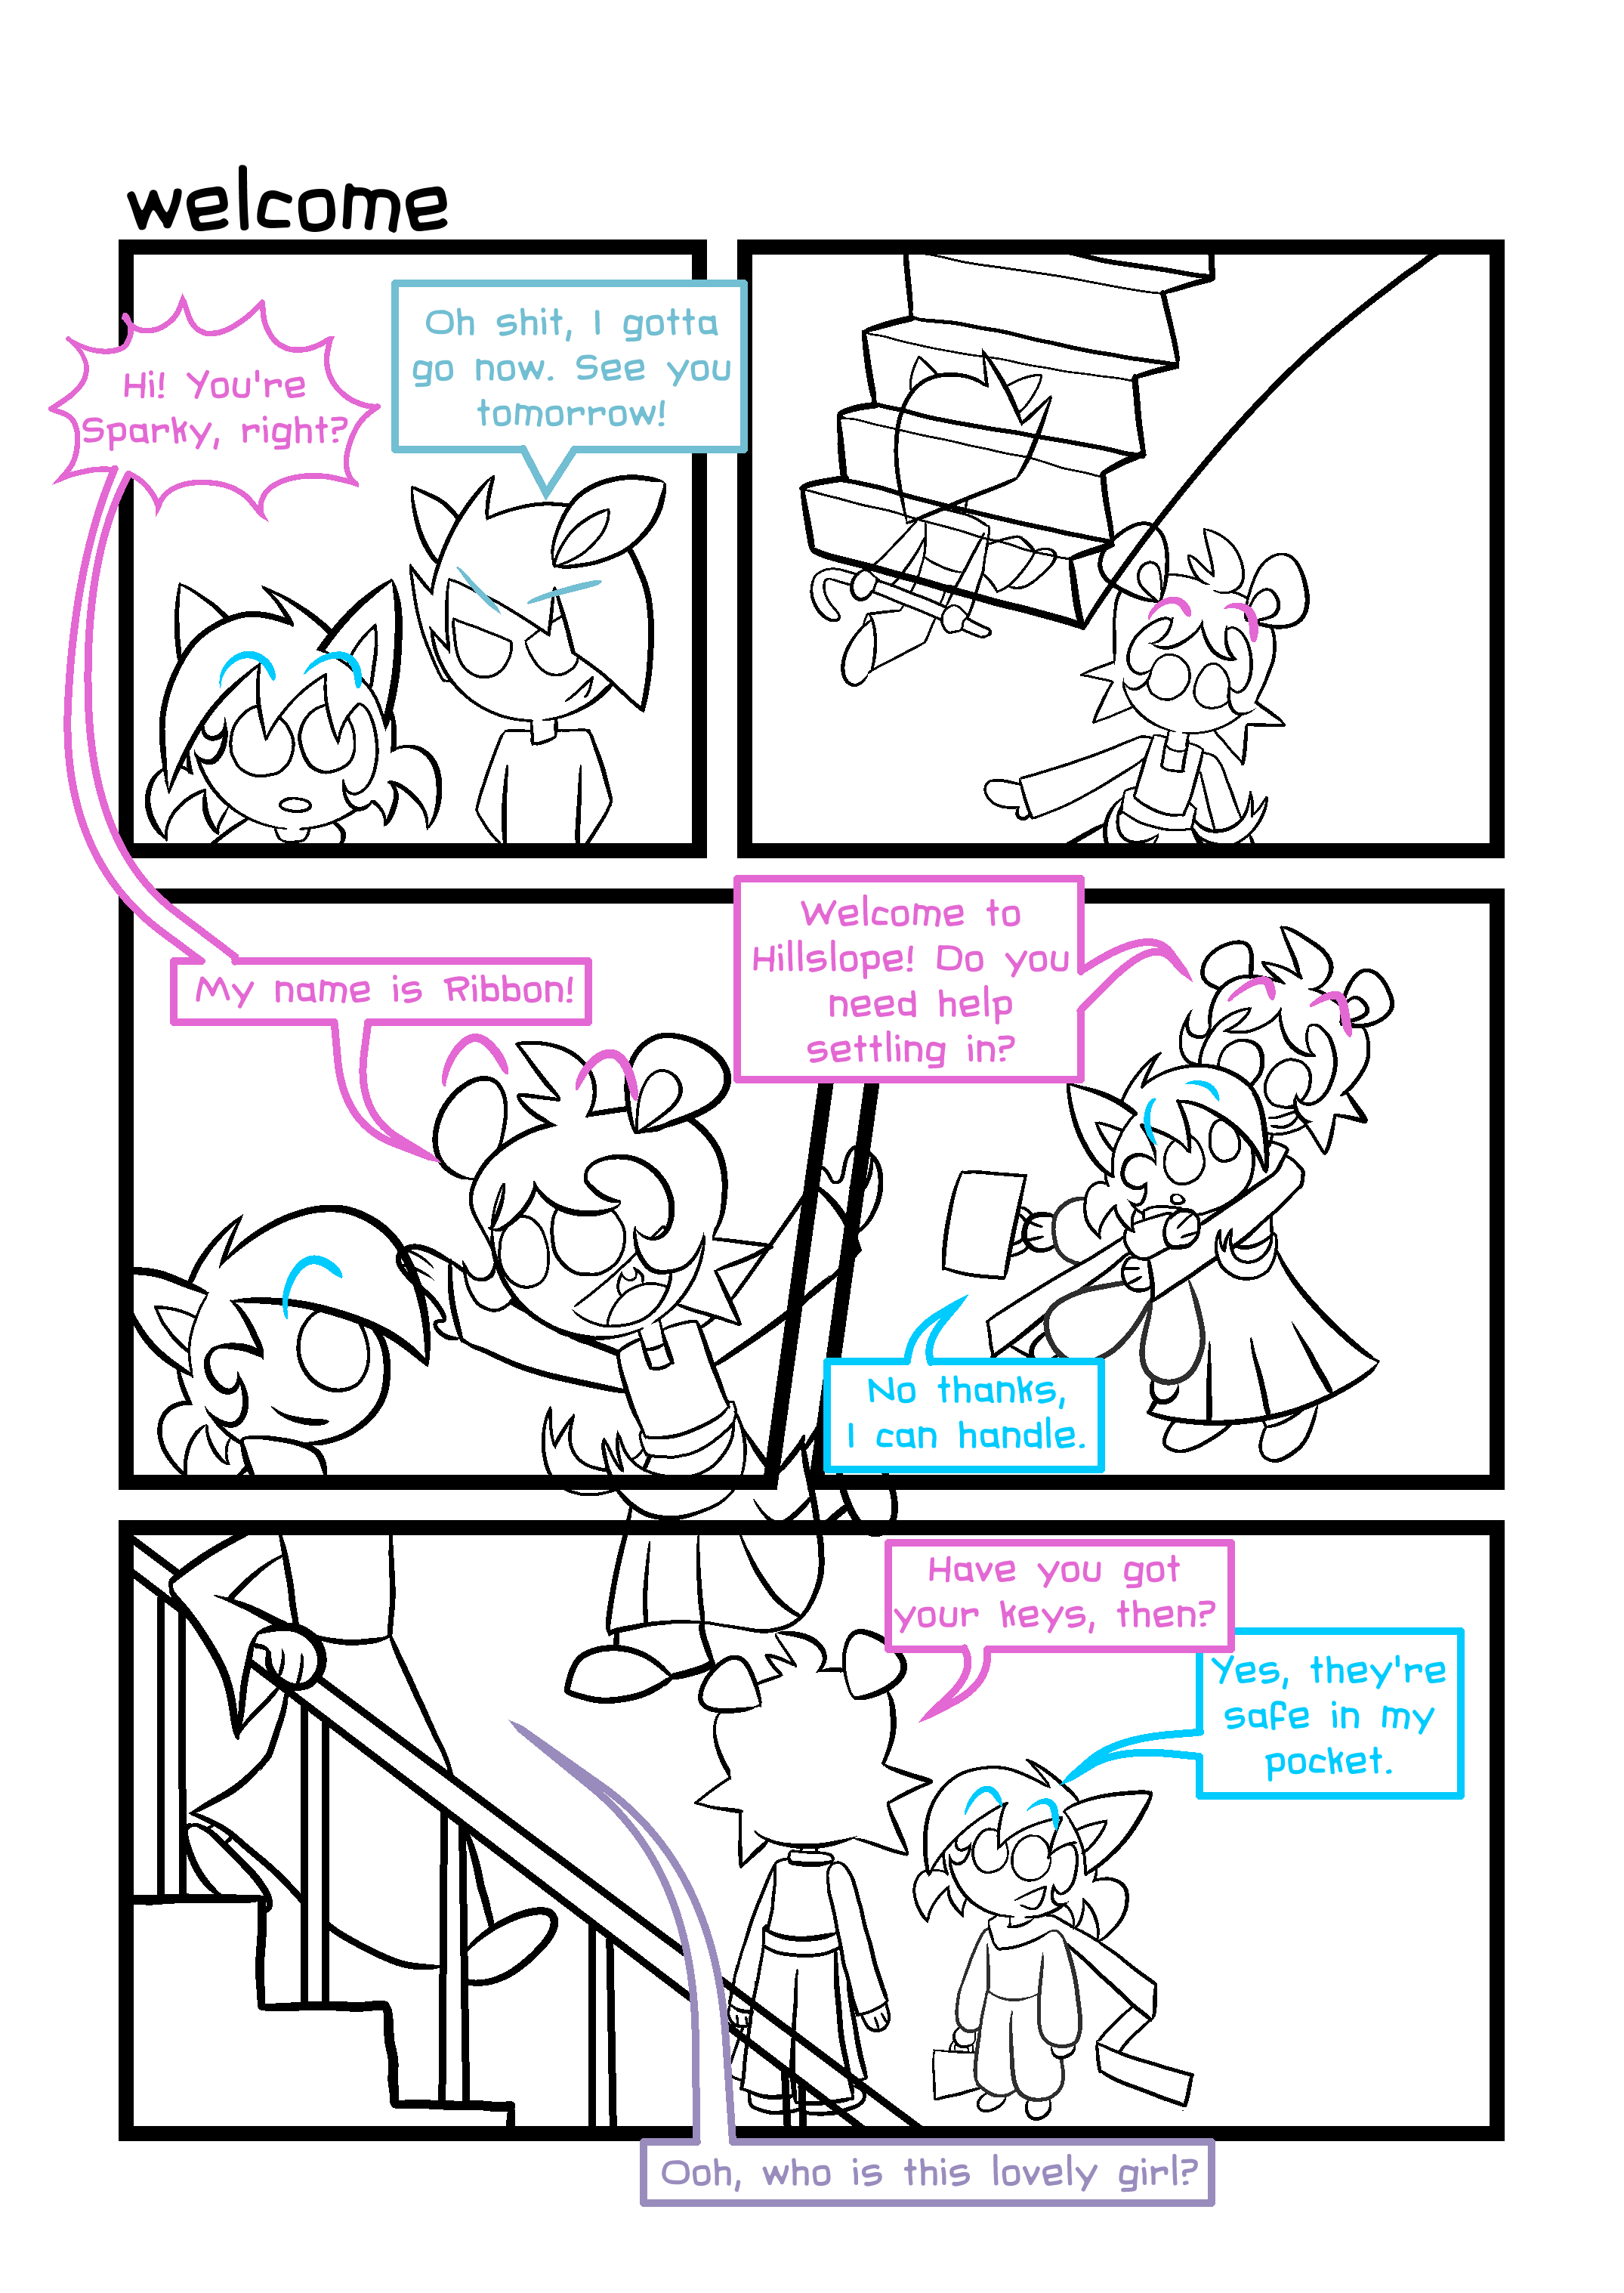 welcome
Hi! You're
Sparky, right?
Oh shit, I gotta
go now. See you
tomorrow!
My name is Ribbon!
Welcome to
Hillslope! Do you
need help
settling in?
No thanks,
I can handle.
Have you got
your keys, then?
Yes, they're
safe in my
pocket.
Ooh, who is this lovely girl?